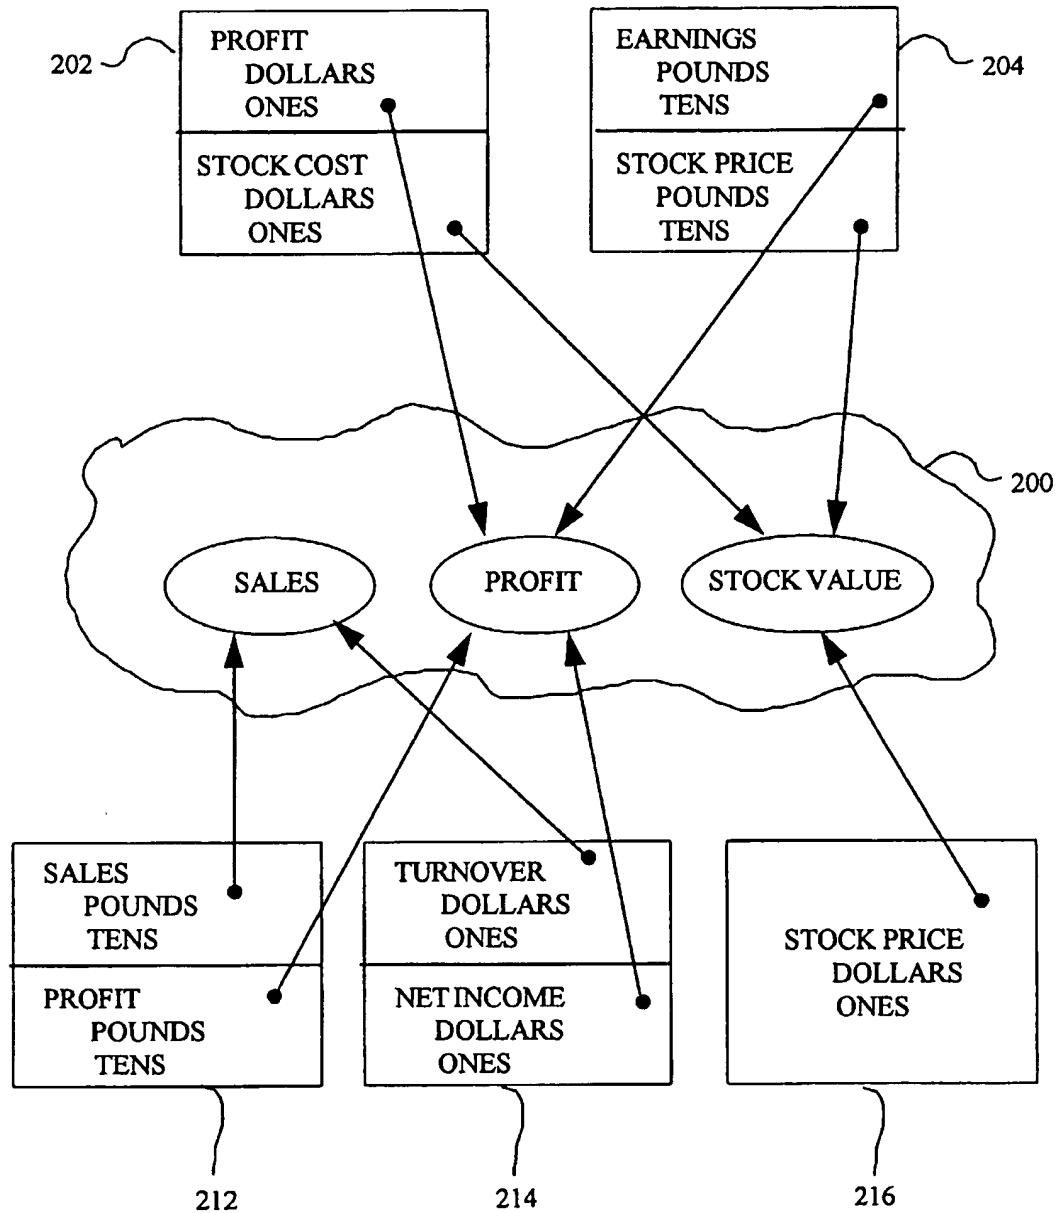 PROFIT
DOLLARS
ONES
202
STOCK COST
DOLLARS
ONES
EARNINGS
POUNDS
TENS
204
STOCK PRICE
POUNDS
TENS
200
SALES
PROFIT
STOCK VALUE
SALES
POUNDS
TENS
PROFIT
POUNDS
TENS
TURNOVER
DOLLARS
ONES
NET INCOME
DOLLARS
ONES
STOCK PRICE
DOLLARS
ONES
212
214
216